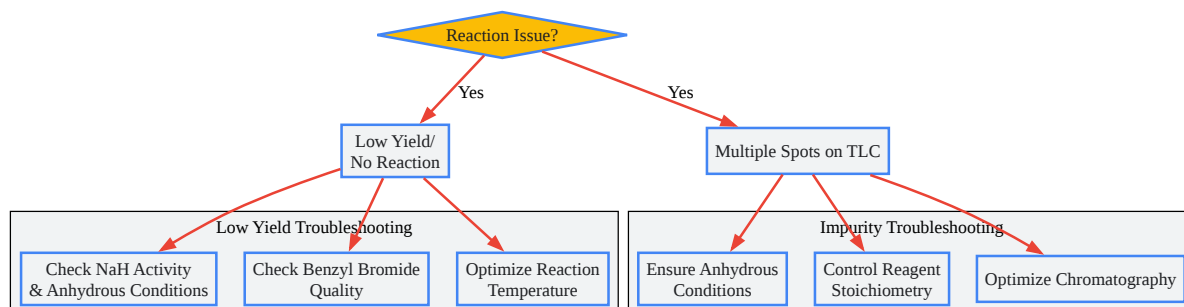 Reaction Issue?
Yes
Yes
Low Yield/
No Reaction
Multiple Spots on TLC
Low Yield Troubleshooting
Check NaH Activity
& Anhydrous Conditions
Check Benzyl Bromide
Quality
Optimize Reaction
Temperature
Impurity Troubleshooting
Ensure Anhydrous
Conditions
Control Reagent
Stoichiometry
Optimize Chromatography